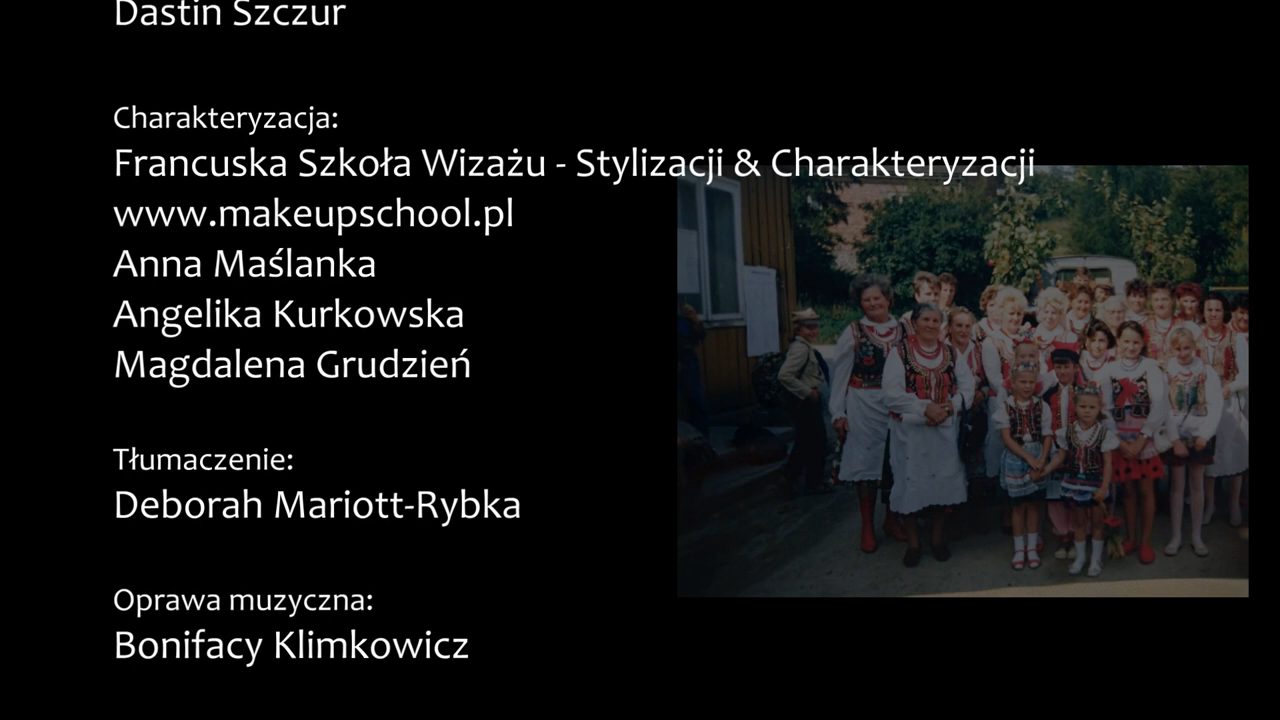 Dastin Szczur
Charakteryzacja:
Francuska Szkoła Wizażu - Stylizacji & Charakteryzacji
www.makeupschool.pl
Anna Maślanka
Angelika Kurkowska
Magdalena Grudzień
Tłumaczenie:
Deborah Mariott-Rybka
Oprawa muzyczna:
Bonifacy Klimkowicz